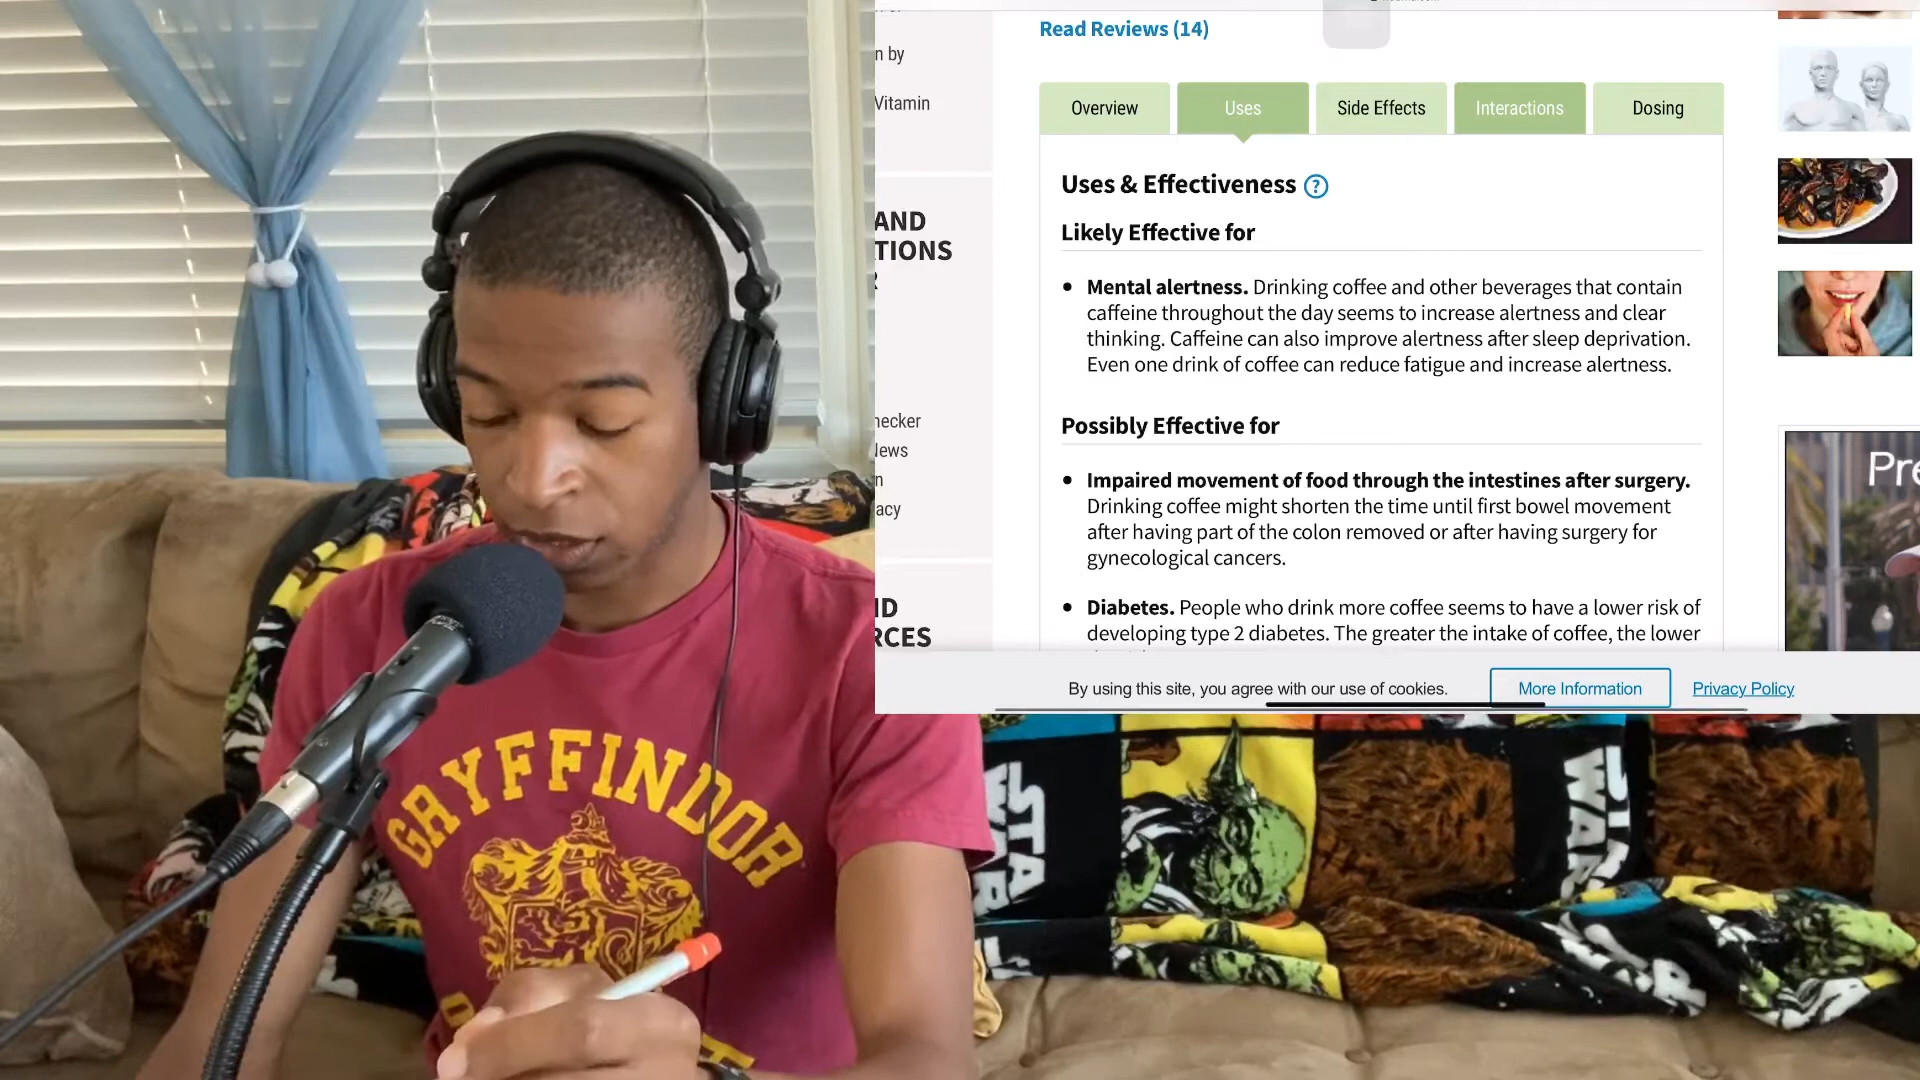 Read Reviews (14)
n by
Vitamin
AND
TIONS
Overview
Uses
Side Effects
Interactions
Dosing
Uses & Effectiveness ?
Likely Effective for
• Mental alertness. Drinking coffee and other beverages that contain
caffeine throughout the day seems to increase alertness and clear
thinking. Caffeine can also improve alertness after sleep deprivation.
Even one drink of coffee can reduce fatigue and increase alertness.
Possibly Effective for
• Impaired movement of food through the intestines after surgery.
Drinking coffee might shorten the time until first bowel movement
after having part of the colon removed or after having surgery for
gynecological cancers.
• Diabetes. People who drink more coffee seems to have a lower risk of
developing type 2 diabetes. The greater the intake of coffee, the lower
hecker
News
n
acy
ID
RCES
Pre
By using this site, you agree with our use of cookies.
More Information
Privacy Policy
GRYFFINDOR
STAR
WAR
STAR
WARS